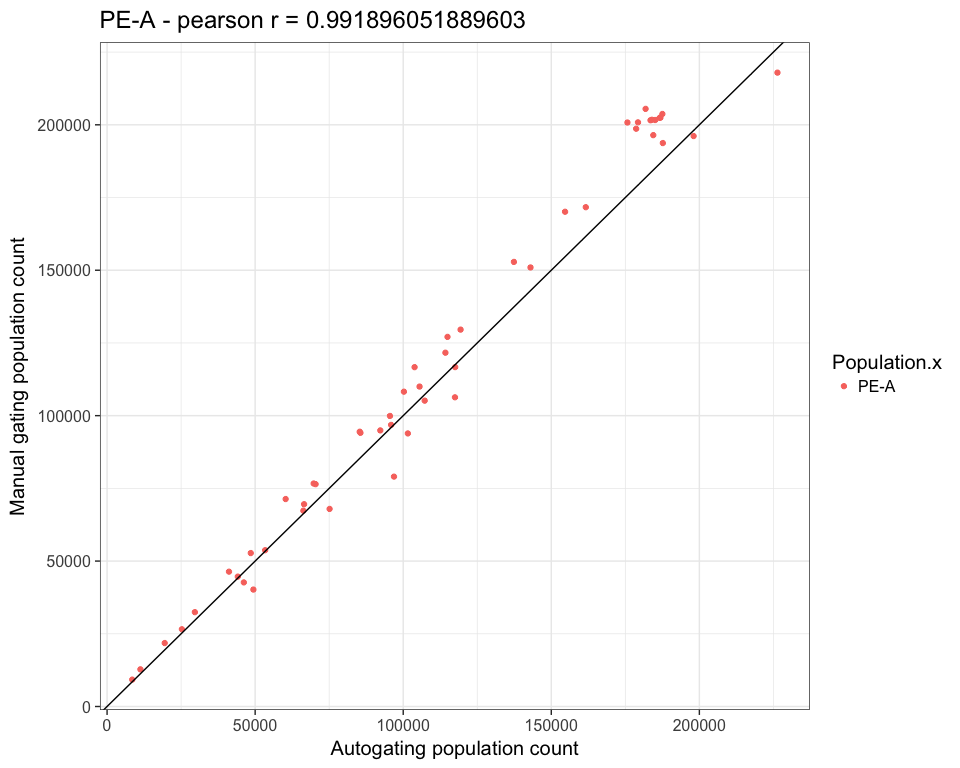 PE-A - pearson r = 0.991896051889603
Manual gating population count
200000
150000
100000
50000
0
0 50000 100000 150000 200000
Autogating population count
Population.x
PE-A